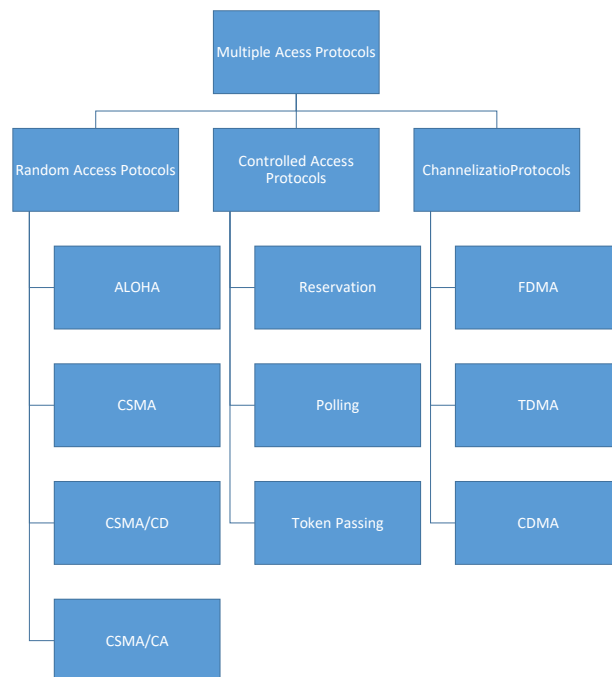 Multiple Acess Protocols
Random Access Potocols
Controlled Access
Protocols
ChannelizatioProtocols
ALOHA
Reservation
FDMA
CSMA
Polling
TDMA
CSMA/CD
Token Passing
CDMA
CSMA/CA